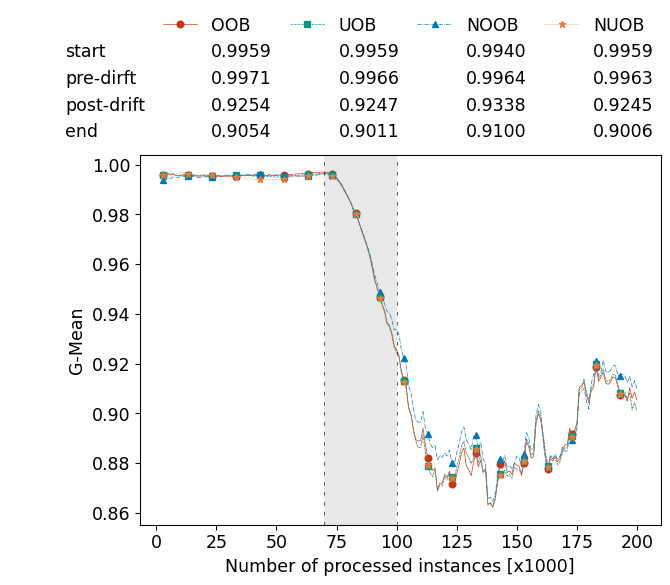 OOB UOB NOOB NUOB
start 0.9959 0.9959 0.9940 0.9959
pre-dirft 0.9971 0.9966 0.9964 0.9963
post-drift 0.9254 0.9247 0.9338 0.9245
end 0.9054 0.9011 0.9100 0.9006
1.00
0.98
0.96
0.94
0.92
0.90
0.88
0.86
G-Mean
0 25 50 75 100 125 150 175 200
Number of processed instances [x1000]